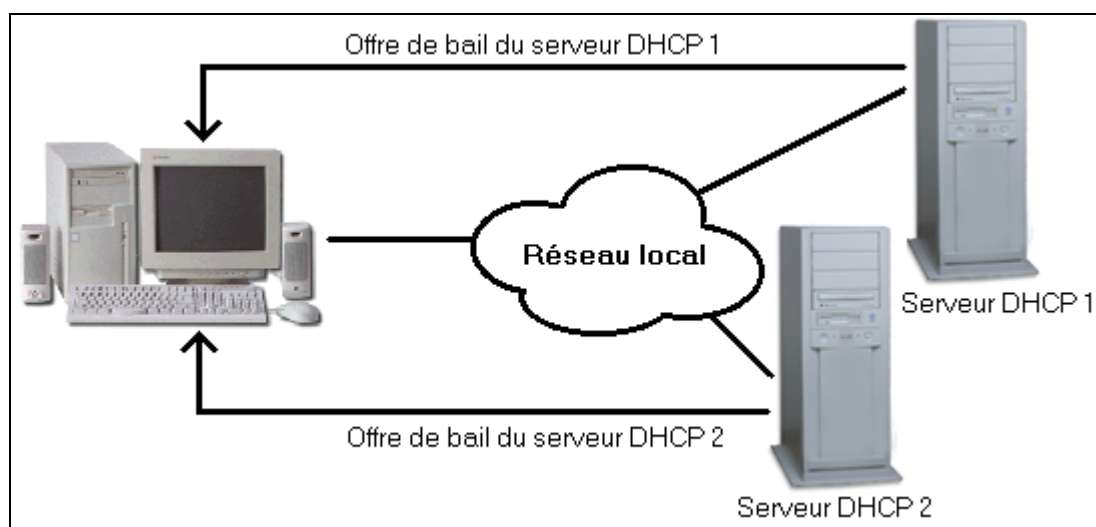 Offre de bail du serveur DHCP 1
Réseau local
Serveur DHCP 1
Offre de bail du serveur DHCP 2
Serveur DHCP 2